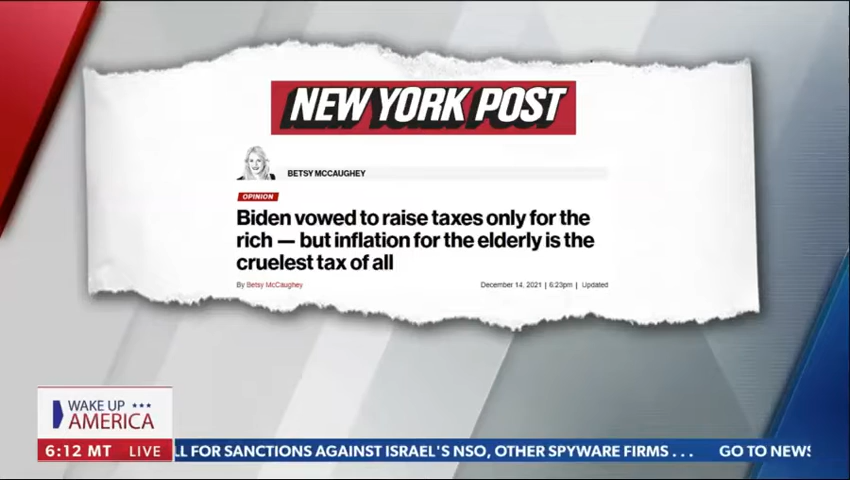 NEW YORK POST
BETSY MCCAUGHEY
OPINION
Biden vowed to raise taxes only for the
rich — but inflation for the elderly is the
cruelest tax of all
By Betsy McCaughey December 14, 2021 | 6:23pm | Updated
WAKE UP
AMERICA
6:12 MT LIVE LL FOR SANCTIONS AGAINST ISRAEL'S NSO, OTHER SPYWARE FIRMS . . . GO TO NEWS